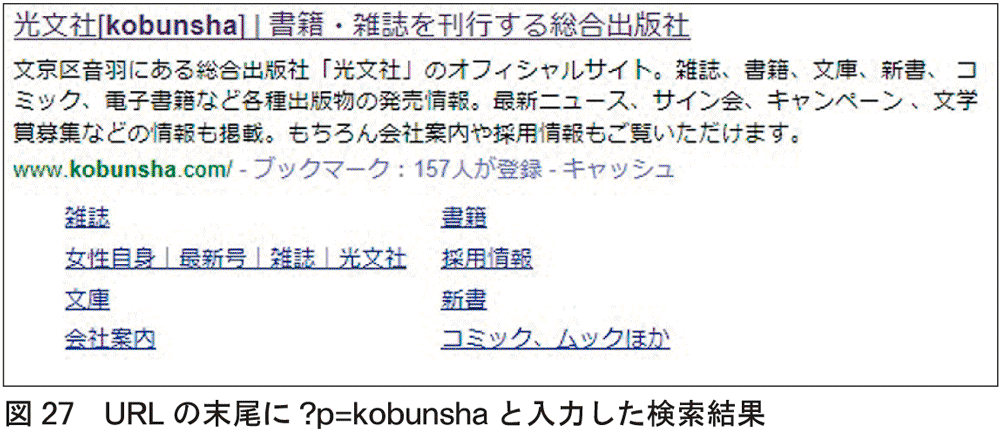 光文社[kobunsha] | 書籍・雑誌を刊行する総合出版社
文京区音羽にある総合出版社「光文社」のオフィシャルサイト。雑誌、書籍、文庫、新書、コ
ミック、電子書籍など各種出版物の発売情報。最新ニュース、サイン会、キャンペーン、文学
賞募集などの情報も掲載。もちろん会社案内や採用情報もご覧いただけます。
www.kobunsha.com/ - ブックマーク：157人が登録 - キャッシュ
雑誌 書籍
女性自身｜最新号｜雑誌｜光文社 採用情報
文庫 新書
会社案内 コミック、ムックほか
図 27　URL の末尾に ?p=kobunsha と入力した検索結果